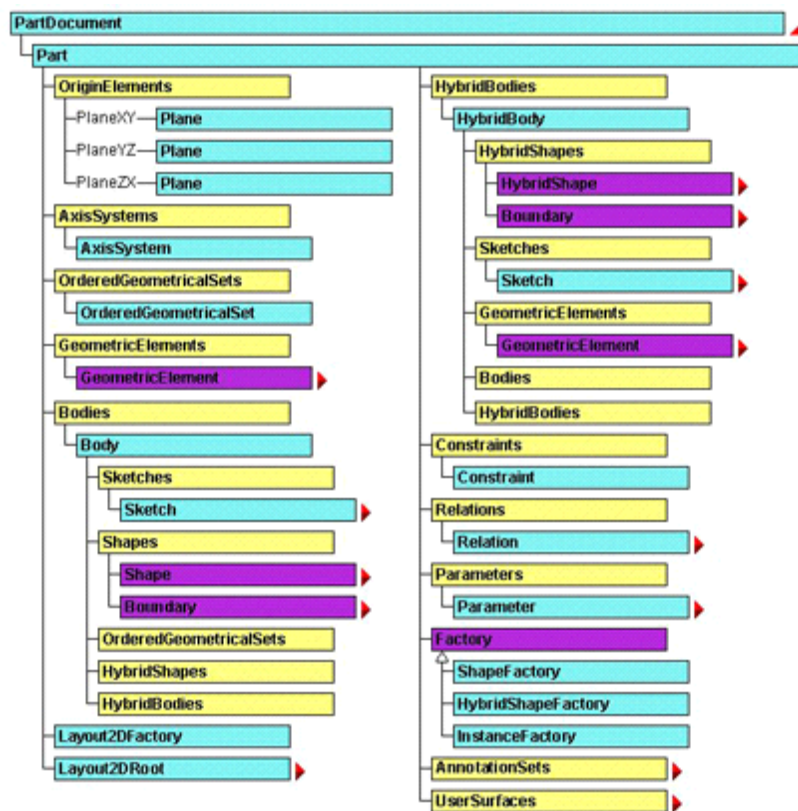 PartDocument
Part
OriginElements
PlaneXY Plane
PlaneYZ Plane
PlaneZX Plane
AxisSystems
AxisSystem
OrderedGeometricalSets
OrderedGeometricalSet
GeometricElements
GeometricElement
Bodies
Body
Sketches
Sketch
Shapes
Shape
Boundary
OrderedGeometricalSets
HybridShapes
HybridBodies
Layout2DFactory
Layout2DRoot
HybridBodies
HybridBody
HybridShapes
HybridShape
Boundary
Sketches
Sketch
GeometricElements
GeometricElement
Bodies
HybridBodies
Constraints
Constraint
Relations
Relation
Parameters
Parameter
Factory
ShapeFactory
HybridShapeFactory
InstanceFactory
AnnotationSets
UserSurfaces